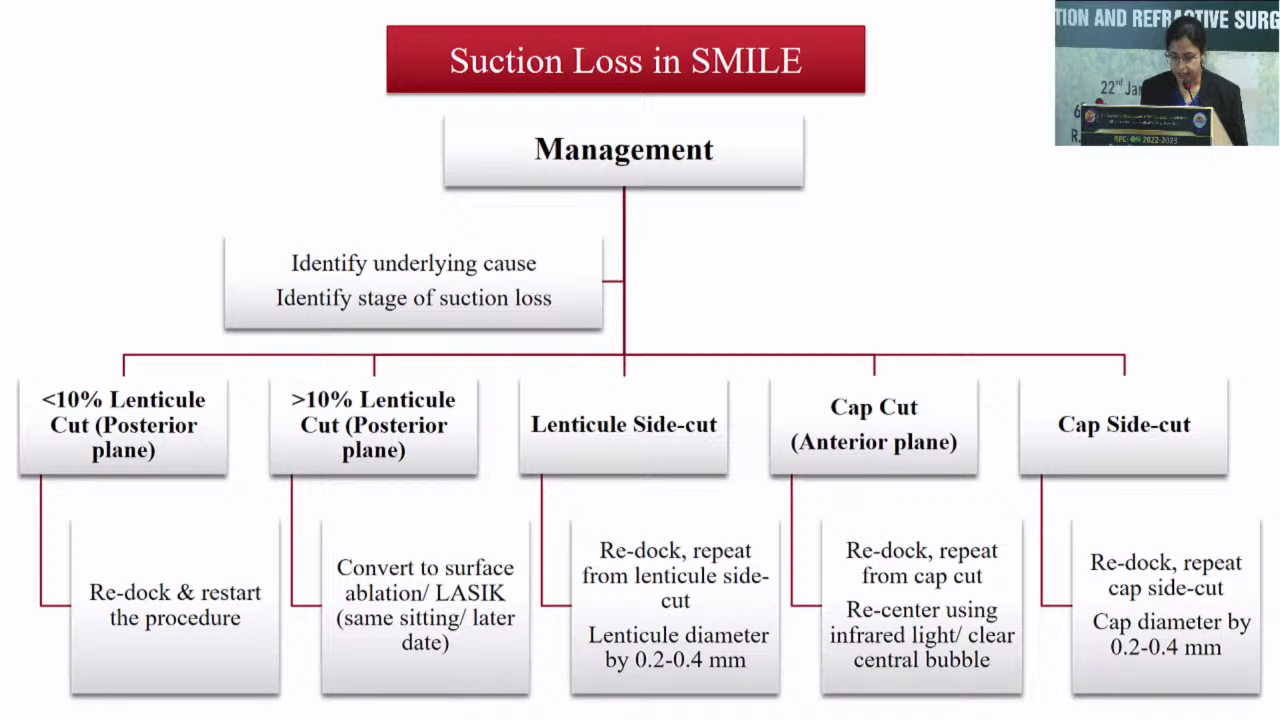 TION AND REFRACTIVE SURG
22nd Jan
RPC-ON 2022-2023
Suction Loss in SMILE
Management
Identify underlying cause
Identify stage of suction loss
<10% Lenticule
Cut (Posterior
plane)
>10% Lenticule
Cut (Posterior
plane)
Lenticule Side-cut
Cap Cut
(Anterior plane)
Cap Side-cut
Re-dock & restart
the procedure
Convert to surface
ablation/ LASIK
(same sitting/ later
date)
Re-dock, repeat
from lenticule side-
cut
Lenticule diameter
by 0.2-0.4 mm
Re-dock, repeat
from cap cut
Re-center using
infrared light/ clear
central bubble
Re-dock, repeat
cap side-cut
Cap diameter by
0.2-0.4 mm